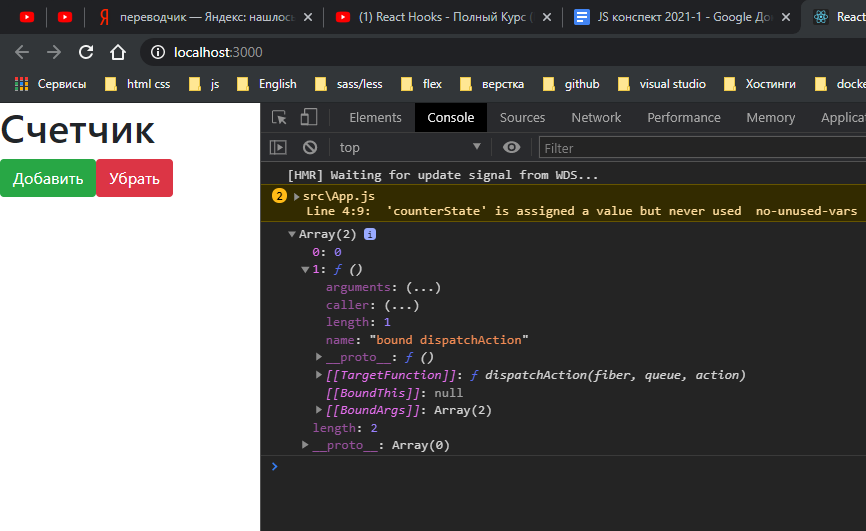 переводчик — Яндекс: нашлось
(1) React Hooks - Полный Курс (
JS конспект 2021-1 - Google До
React
localhost:3000
Сервисы
html css
js
English
sass/less
flex
верстка
github
visual studio
Хостинги
docke
Счетчик
Добавить
Убрать
Elements
Console
Sources
Network
Performance
Memory
Applica
top
Filter
[HMR] Waiting for update signal from WDS...
2 src\App.js
Line 4:9:  'counterState' is assigned a value but never used  no-unused-vars
Array(2) i
0: 0
1: ƒ ()
arguments: (...)
caller: (...)
length: 1
name: "bound dispatchAction"
__proto__: ƒ ()
[[TargetFunction]]: ƒ dispatchAction(fiber, queue, action)
[[BoundThis]]: null
[[BoundArgs]]: Array(2)
length: 2
__proto__: Array(0)